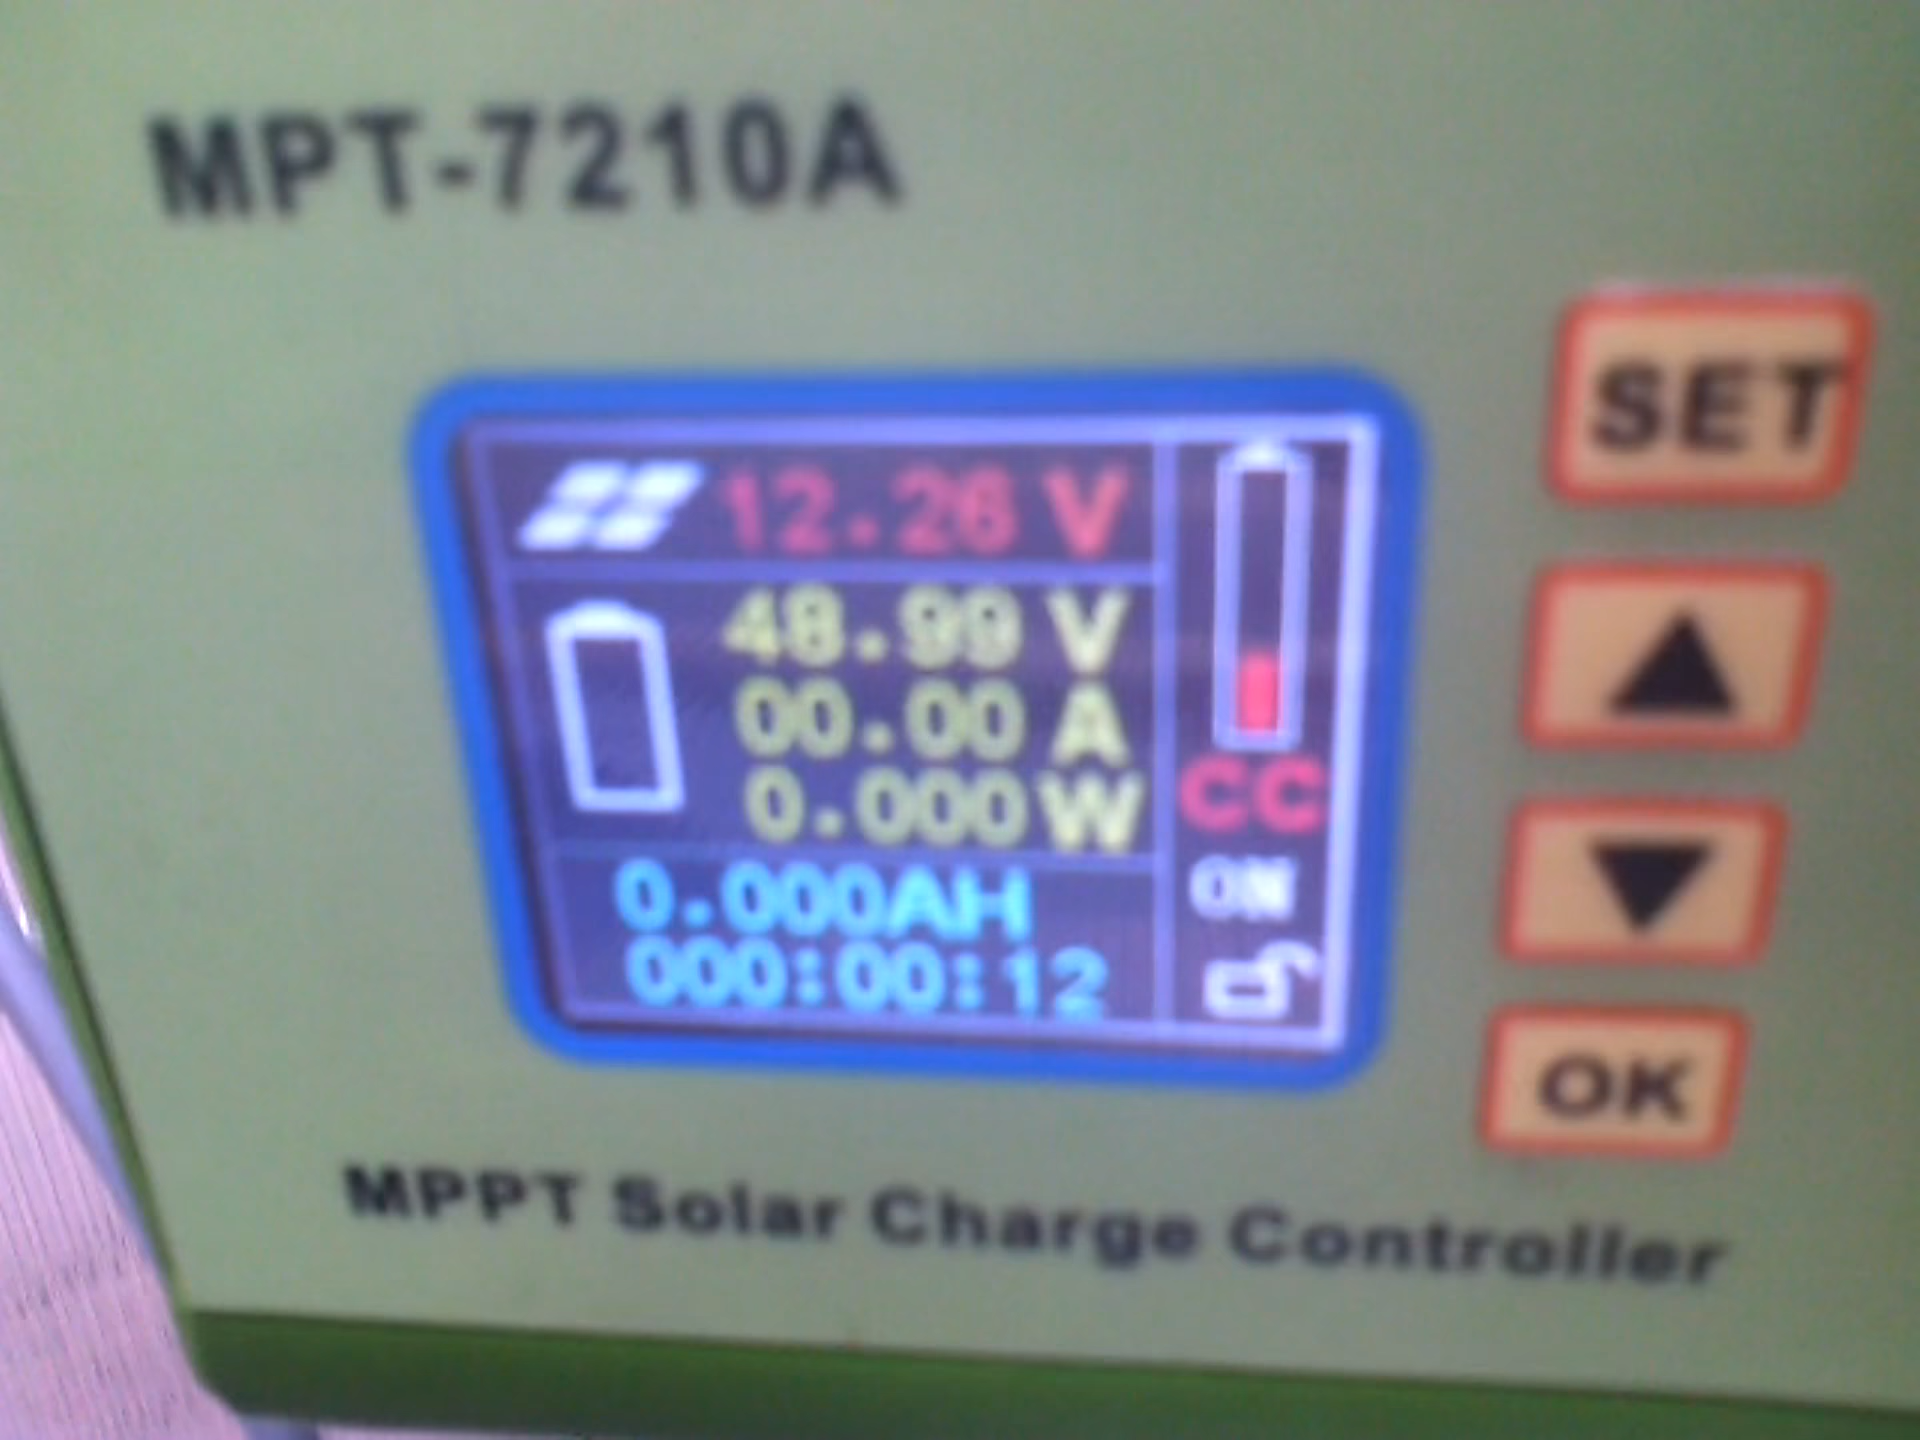 MPT-7210A
12.26 V
48.99 V
00.00 A
0.000W
0.000AH
000:00:12
CC
ON
SET
OK
MPPT Solar Charge Controller